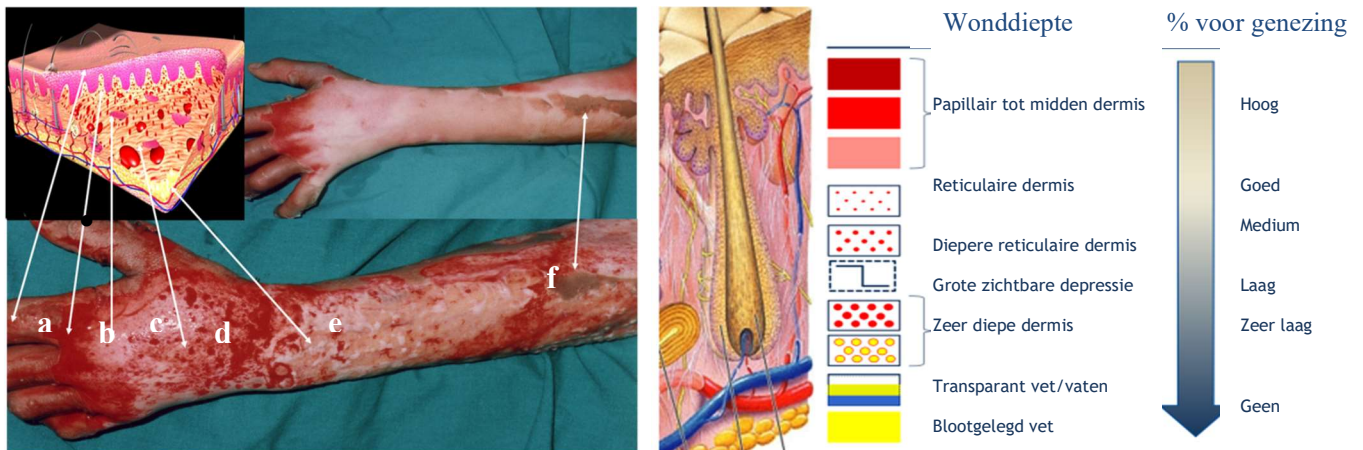 a
b
c
d
e
f
Wonddiepte
% voor genezing
Papillair tot midden dermis
Hoog
Reticulaire dermis
Goed
Medium
Diepere reticulaire dermis
Grote zichtbare depressie
Laag
Zeer diepe dermis
Zeer laag
Transparant vet/vaten
Geen
Blootgelegd vet